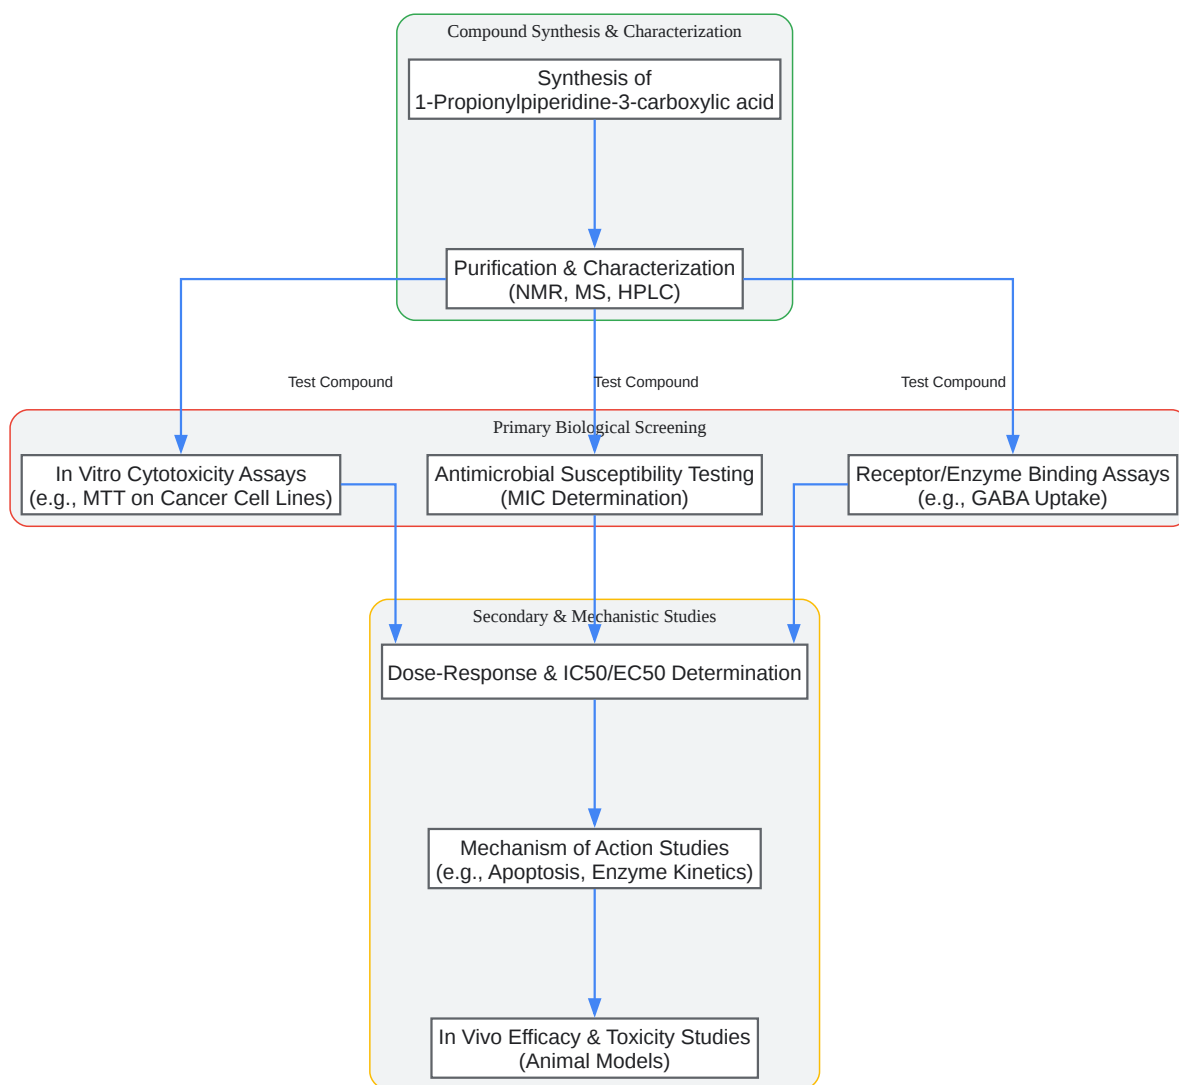 Compound Synthesis & Characterization
Synthesis of
1-Propionylpiperidine-3-carboxylic acid
Purification & Characterization
(NMR, MS, HPLC)
Test Compound
Test Compound
Test Compound
Primary Biological Screening
In Vitro Cytotoxicity Assays
(e.g., MTT on Cancer Cell Lines)
Antimicrobial Susceptibility Testing
(MIC Determination)
Receptor/Enzyme Binding Assays
(e.g., GABA Uptake)
Secondary & Mechanistic Studies
Dose-Response & IC50/EC50 Determination
Mechanism of Action Studies
(e.g., Apoptosis, Enzyme Kinetics)
In Vivo Efficacy & Toxicity Studies
(Animal Models)